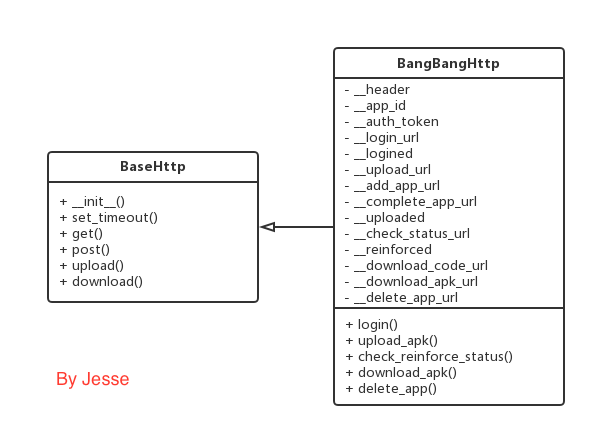 BaseHttp
+ __init__()
+ set_timeout()
+ get()
+ post()
+ upload()
+ download()
BangBangHttp
- __header
- __app_id
- __auth_token
- __login_url
- __logined
- __upload_url
- __add_app_url
- __complete_app_url
- __uploaded
- __check_status_url
- __reinforced
- __download_code_url
- __download_apk_url
- __delete_app_url
+ login()
+ upload_apk()
+ check_reinforce_status()
+ download_apk()
+ delete_app()
By Jesse